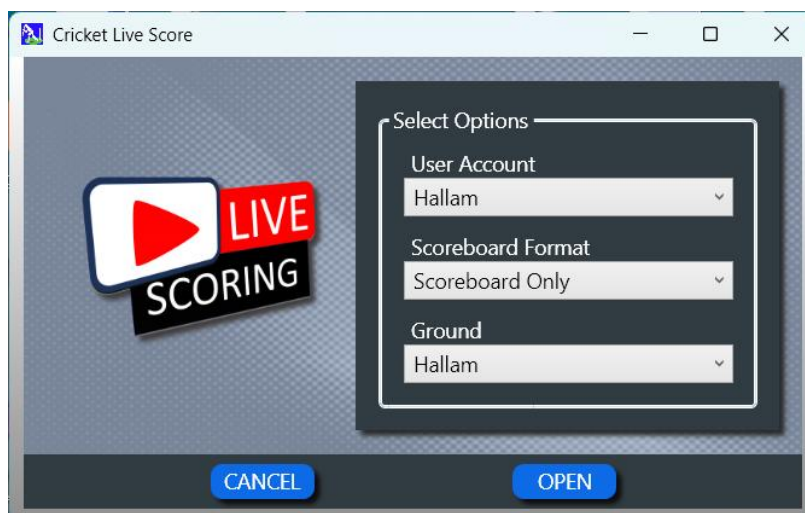 Cricket Live Score
LIVE
SCORING
Select Options
User Account
Hallam
Scoreboard Format
Scoreboard Only
Ground
Hallam
CANCEL
OPEN